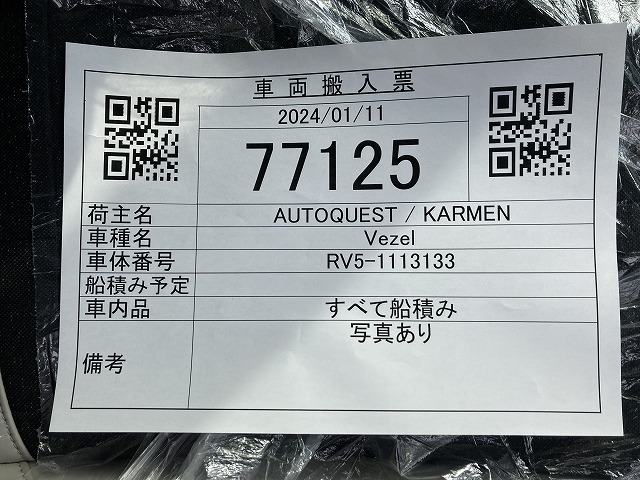 車両搬入票
2024/01/11
77125
荷主名 AUTOQUEST / KARMEN
車種名 Vezel
車体番号 RV5-1113133
船積み予定
車内品 すべて船積み
備考 写真あり